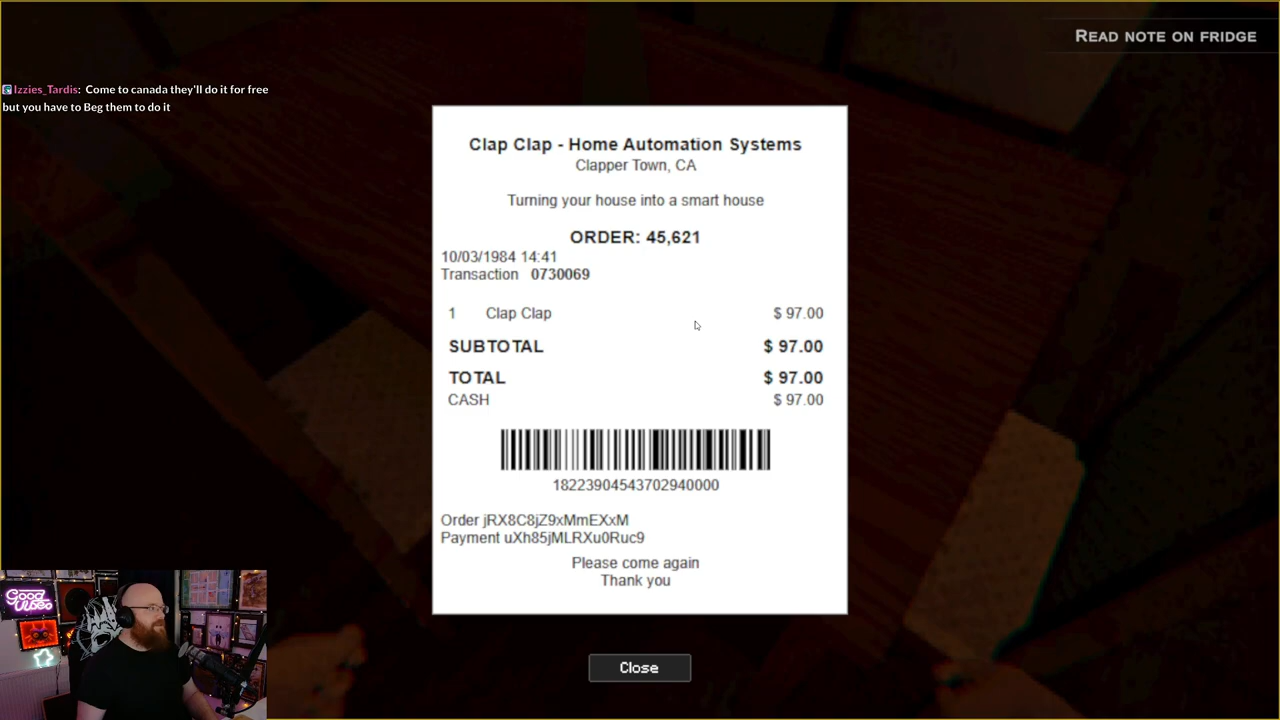 READ NOTE ON FRIDGE
Izzies_Tardis: Come to canada they'll do it for free
but you have to Beg them to do it
Clap Clap - Home Automation Systems
Clapper Town, CA
Turning your house into a smart house
ORDER: 45,621
10/03/1984 14:41
Transaction 0730069
1 Clap Clap $ 97.00
SUBTOTAL $ 97.00
TOTAL $ 97.00
CASH $ 97.00
18223904543702940000
Order jRX8C8jZ9xMmEXxM
Payment uXh85jMLRXu0Ruc9
Please come again
Thank you
Good
Close